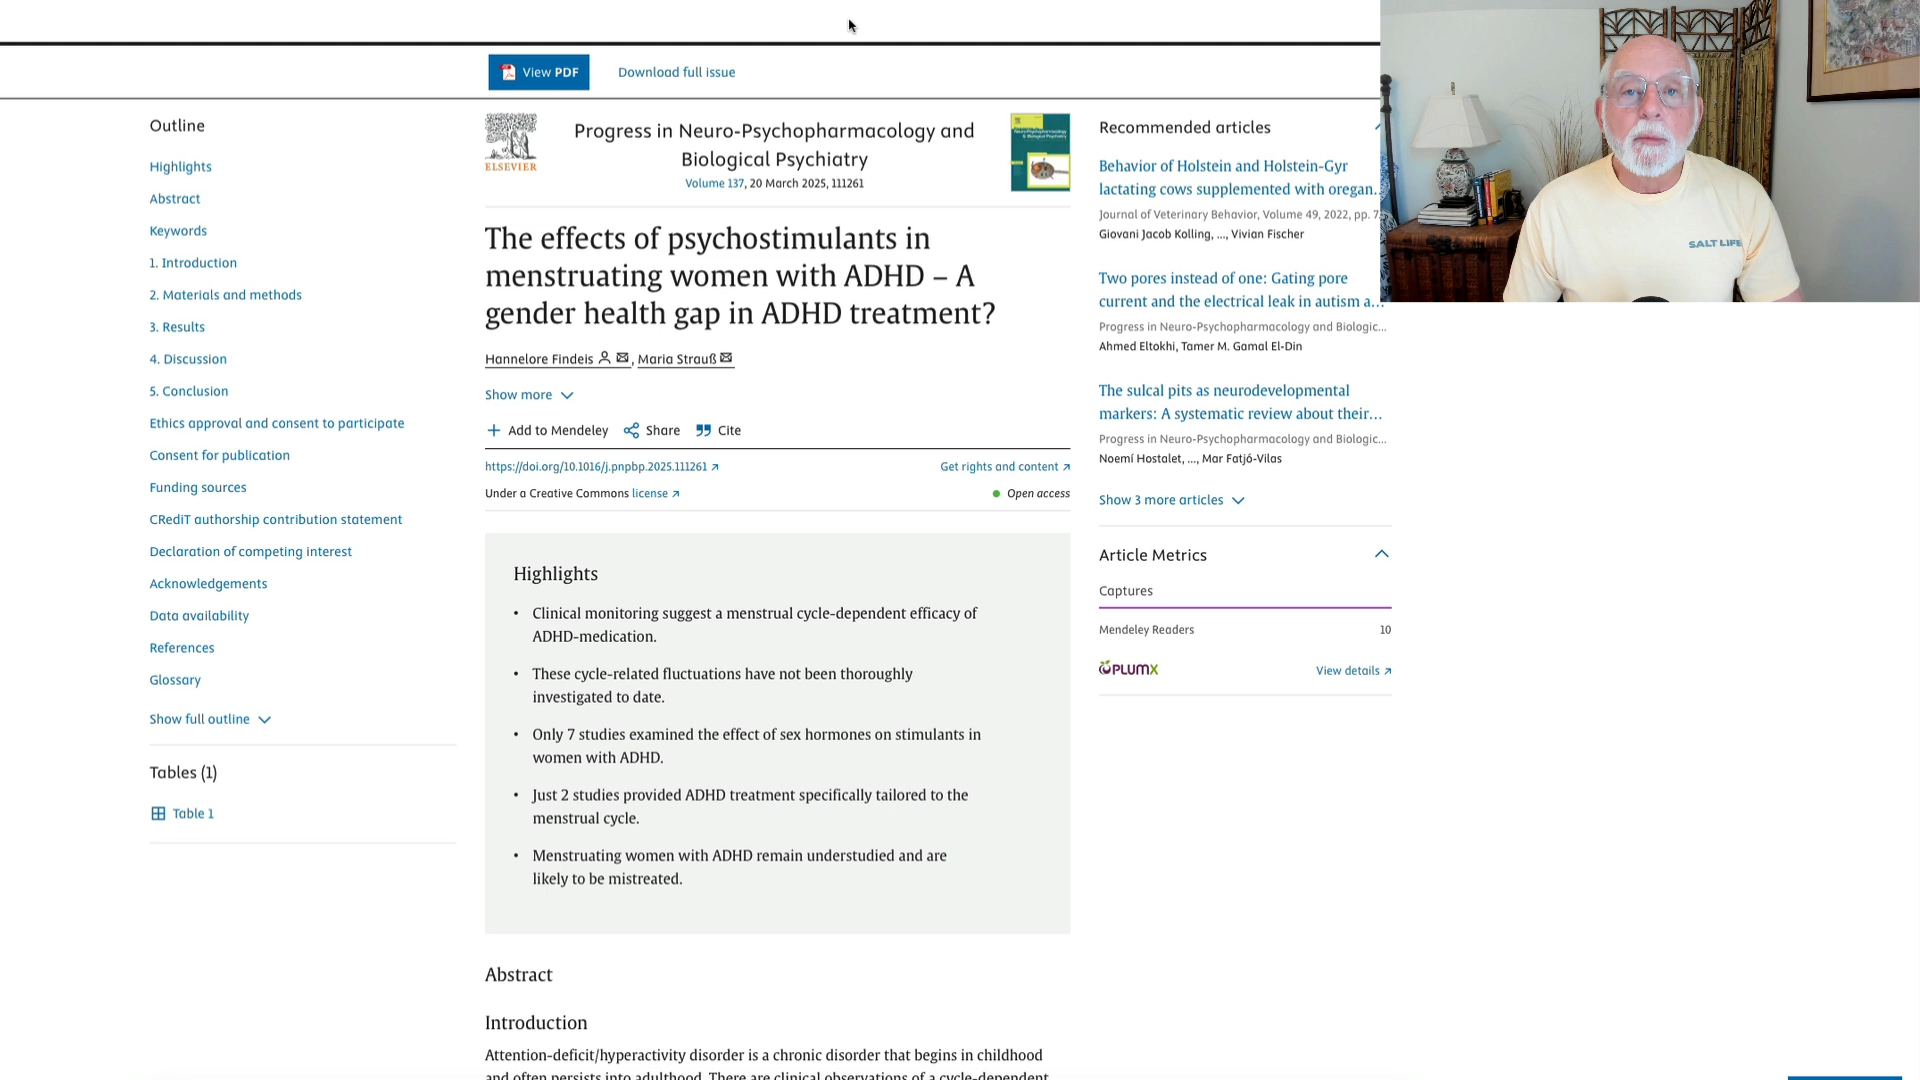 View PDF
Download full issue
Outline
Highlights
Abstract
Keywords
1. Introduction
2. Materials and methods
3. Results
4. Discussion
5. Conclusion
Ethics approval and consent to participate
Consent for publication
Funding sources
CRediT authorship contribution statement
Declaration of competing interest
Acknowledgements
Data availability
References
Glossary
Show full outline
Tables (1)
Table 1
ELSEVIER
Progress in Neuro-Psychopharmacology and
Biological Psychiatry
Volume 137, 20 March 2025, 111261
The effects of psychostimulants in
menstruating women with ADHD – A
gender health gap in ADHD treatment?
Hannelore Findeis, Maria Strauß
Show more
Add to Mendeley Share Cite
https://doi.org/10.1016/j.pnpbp.2025.111261
Get rights and content
Under a Creative Commons license
Open access
Highlights
• Clinical monitoring suggest a menstrual cycle-dependent efficacy of
ADHD-medication.
• These cycle-related fluctuations have not been thoroughly
investigated to date.
• Only 7 studies examined the effect of sex hormones on stimulants in
women with ADHD.
• Just 2 studies provided ADHD treatment specifically tailored to the
menstrual cycle.
• Menstruating women with ADHD remain understudied and are
likely to be mistreated.
Abstract
Introduction
Attention-deficit/hyperactivity disorder is a chronic disorder that begins in childhood
and often persists into adulthood. There are clinical observations of a cycle-dependent
Recommended articles
Behavior of Holstein and Holstein-Gyr
lactating cows supplemented with oregan...
Journal of Veterinary Behavior, Volume 49, 2022, pp. 7
Giovani Jacob Kolling, ..., Vivian Fischer
Two pores instead of one: Gating pore
current and the electrical leak in autism a...
Progress in Neuro-Psychopharmacology and Biologic...
Ahmed Eltokhi, Tamer M. Gamal El-Din
The sulcal pits as neurodevelopmental
markers: A systematic review about their...
Progress in Neuro-Psychopharmacology and Biologic...
Noemí Hostalet, ..., Mar Fatjó-Vilas
Show 3 more articles
Article Metrics
Captures
Mendeley Readers 10
PLUMX
View details
SALT LIFE